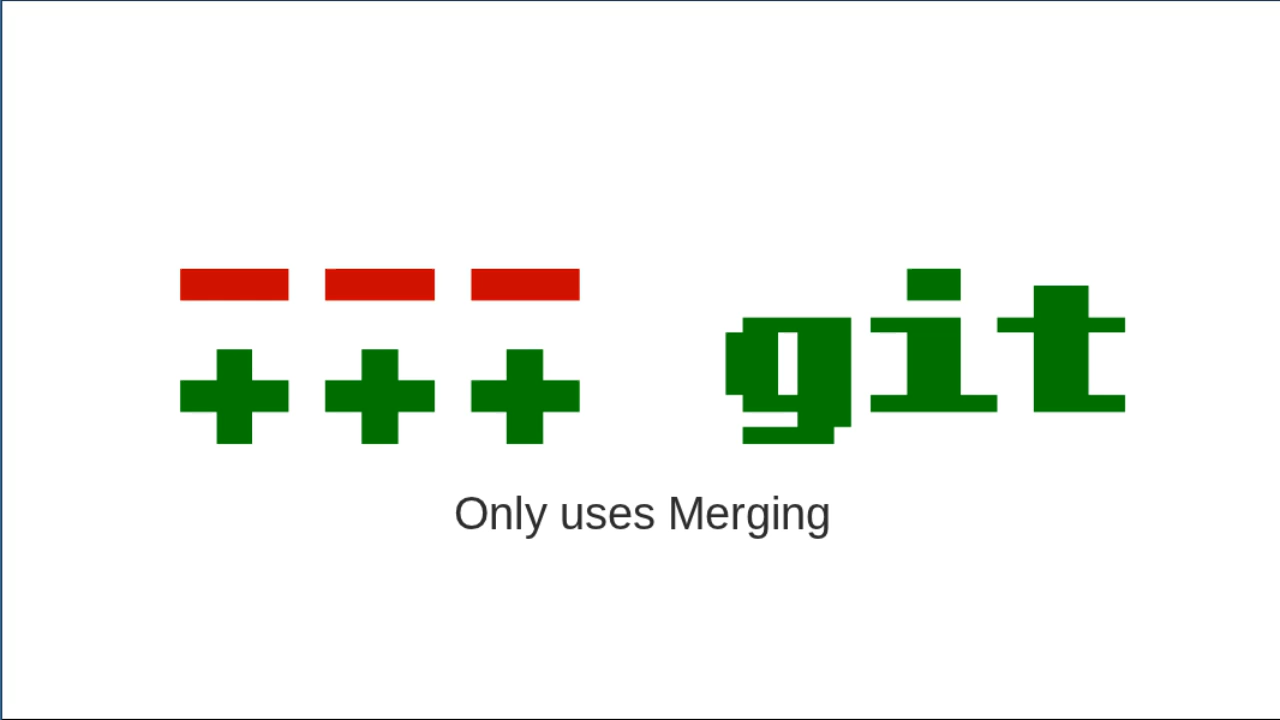 --- git
+++
Only uses Merging